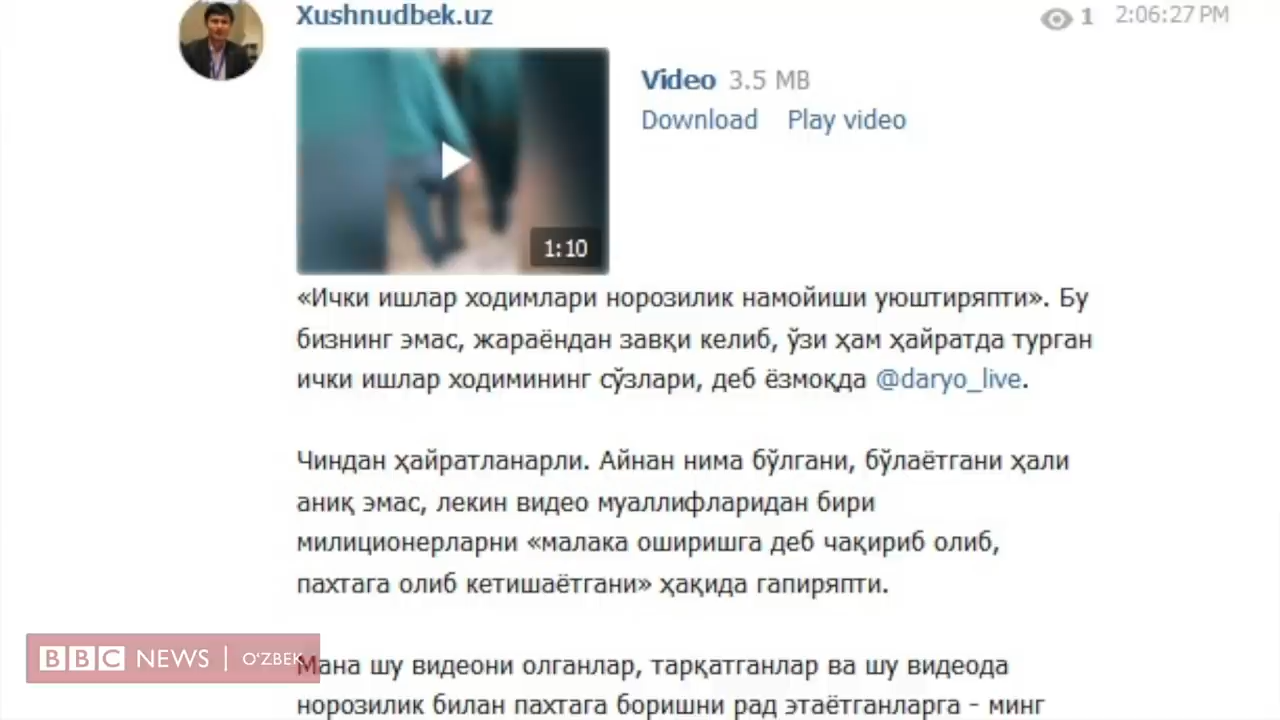 Xushnudbek.uz
1 2:06:27 PM
Video 3.5 MB
Download Play video
1:10
«Ички ишлар ходимлари норозилик намойиши уюштиряпти». Бу
бизнинг эмас, жараёндан завқи келиб, ўзи ҳам ҳайратда турган
ички ишлар ходимининг сўзлари, деб ёзмоқда @daryo_live.
Чиндан ҳайратланарли. Айнан нима бўлгани, бўлаётгани ҳали
аниқ эмас, лекин видео муаллифларидан бири
милиционерларни «малака оширишга деб чақириб олиб,
пахтага олиб кетишаётгани» ҳақида гапиряпти.
BBC NEWS | O‘ZBEK
Мана шу видеони олганлар, тарқатганлар ва шу видеода
норозилик билан пахтага боришни рад этаётганларга - минг